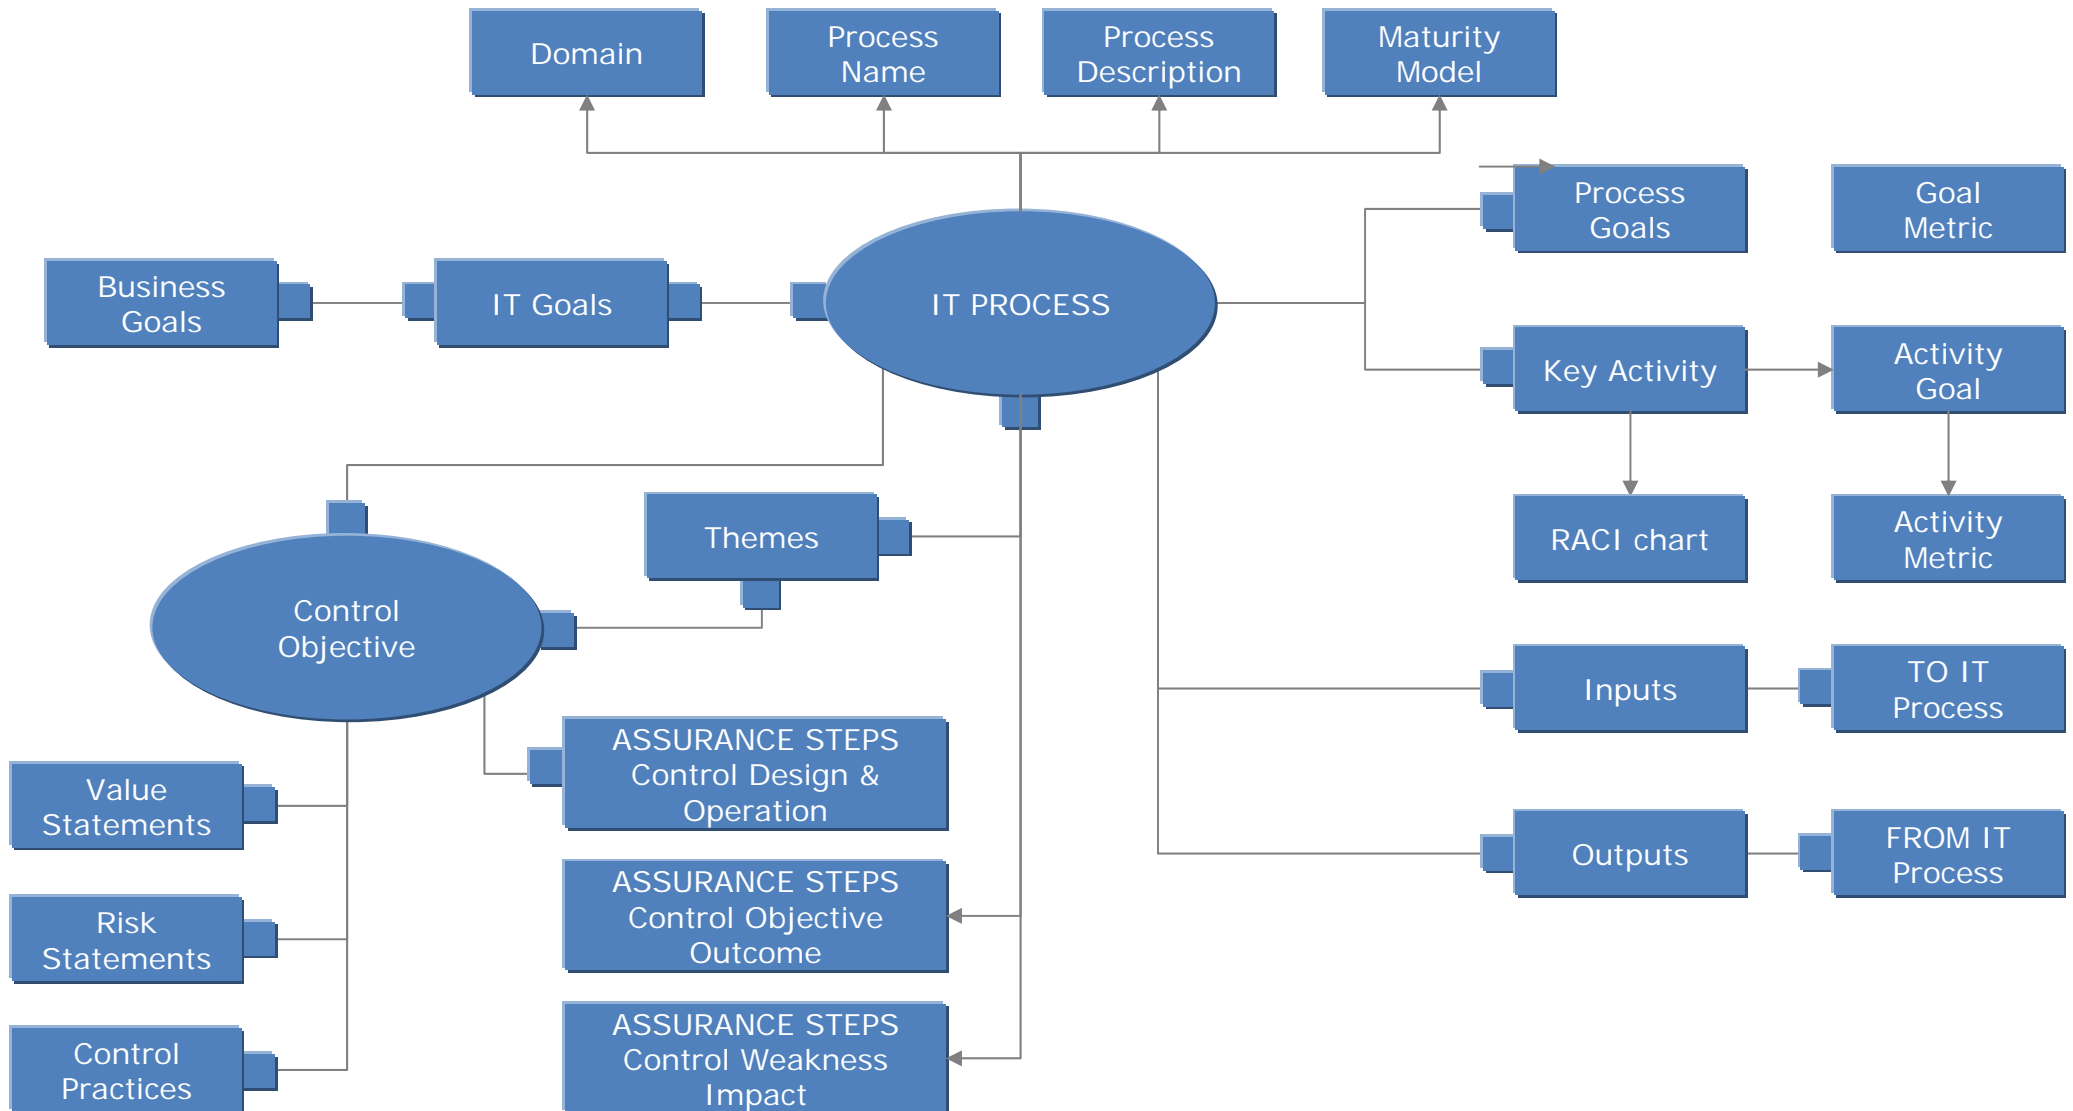 Domain
Process
Name
Process
Description
Maturity
Model
Process
Goals
Goal
Metric
Business
Goals
IT Goals
IT PROCESS
Key Activity
Activity
Goal
Themes
RACI chart
Activity
Metric
Control
Objective
Inputs
TO IT
Process
ASSURANCE STEPS
Control Design &
Operation
Value
Statements
Outputs
FROM IT
Process
ASSURANCE STEPS
Control Objective
Outcome
Risk
Statements
ASSURANCE STEPS
Control Weakness
Impact
Control
Practices